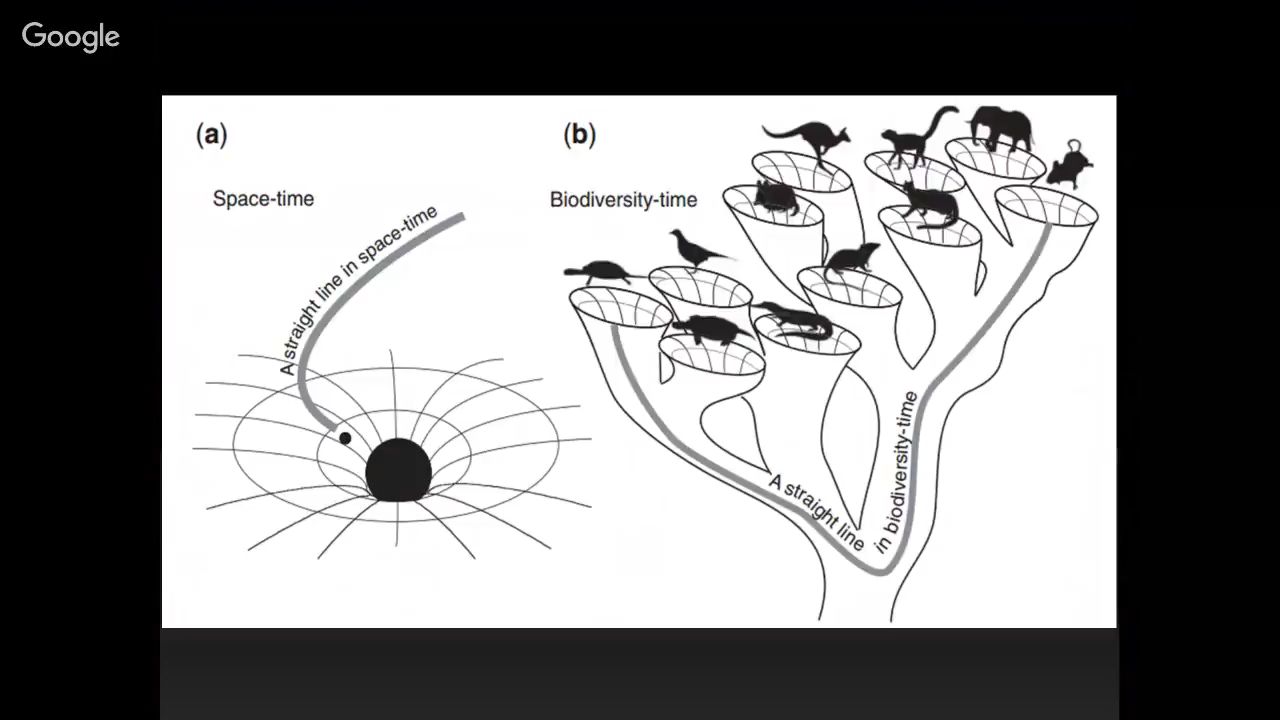 Google
(a)
Space-time
A straight line in space-time
(b)
Biodiversity-time
A straight line
in biodiversity-time